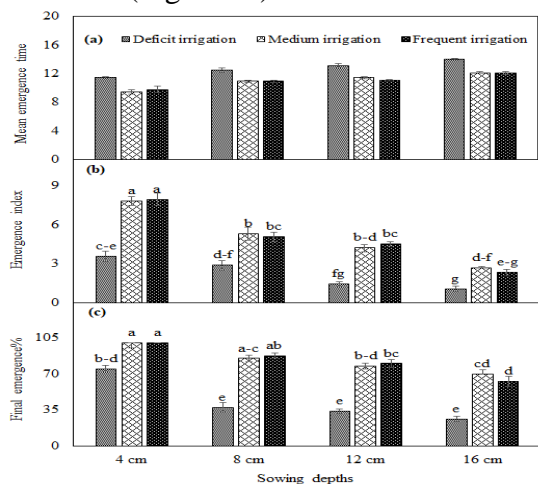 20
(a) Deficit irrigation Medium irrigation Frequent irrigation
16
12
8
4
0
Mean emergence time
(b)
9
6
3
0
Emergence index
c-e a a
d-f b bc
fg b-d bc
g d-f e-g
(c)
105
70
35
0
Final emergence%
b-d a a
e a-c ab
e b-d bc
e cd d
4 cm 8 cm 12 cm 16 cm
Sowing depths